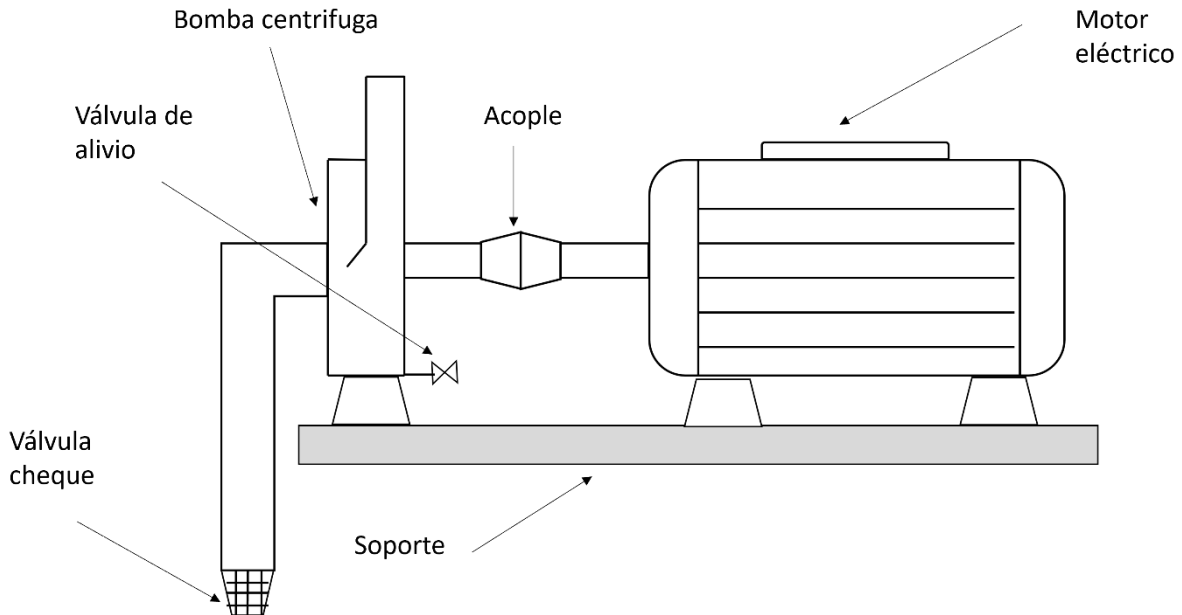 Bomba centrifuga
Motor
eléctrico
Válvula de
alivio
Acople
Válvula
cheque
Soporte